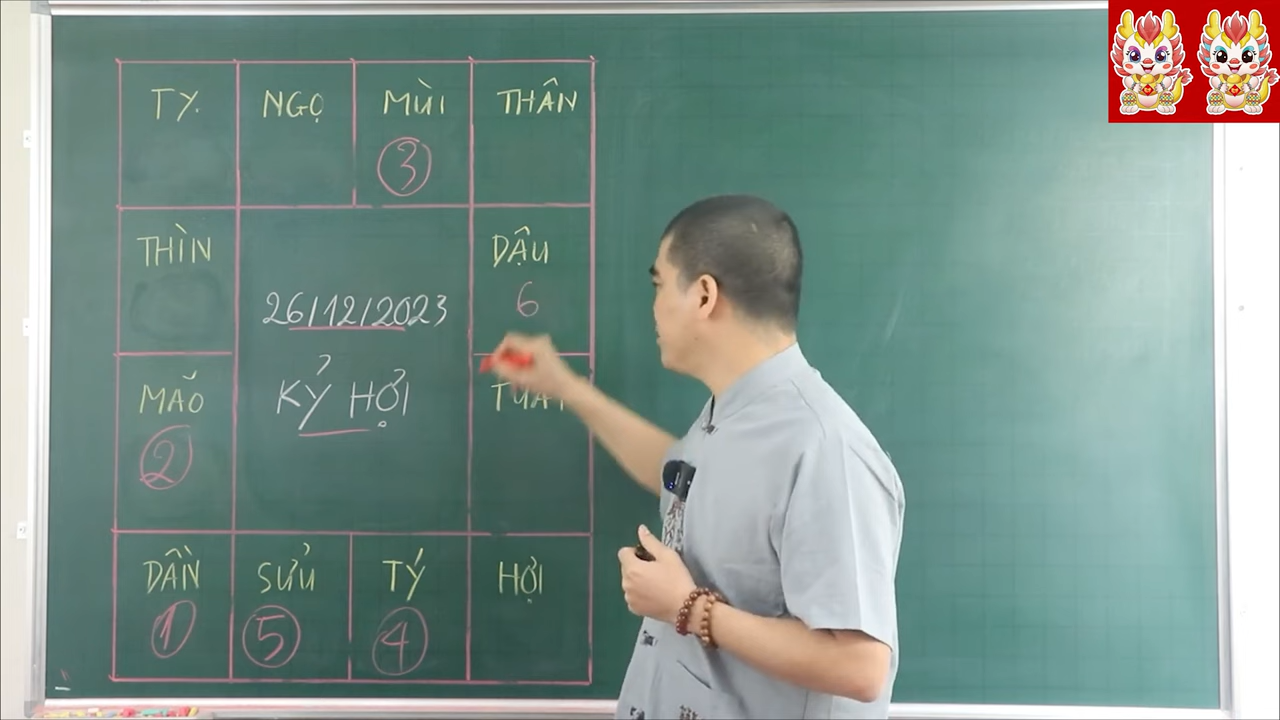 TỴ
NGỌ
MÙI
THÂN
3
THÌN
DẬU
6
26/12/2023
KỶ HỢI
MÃO
2
DẦN
SỬU
TÝ
HỢI
1
5
4